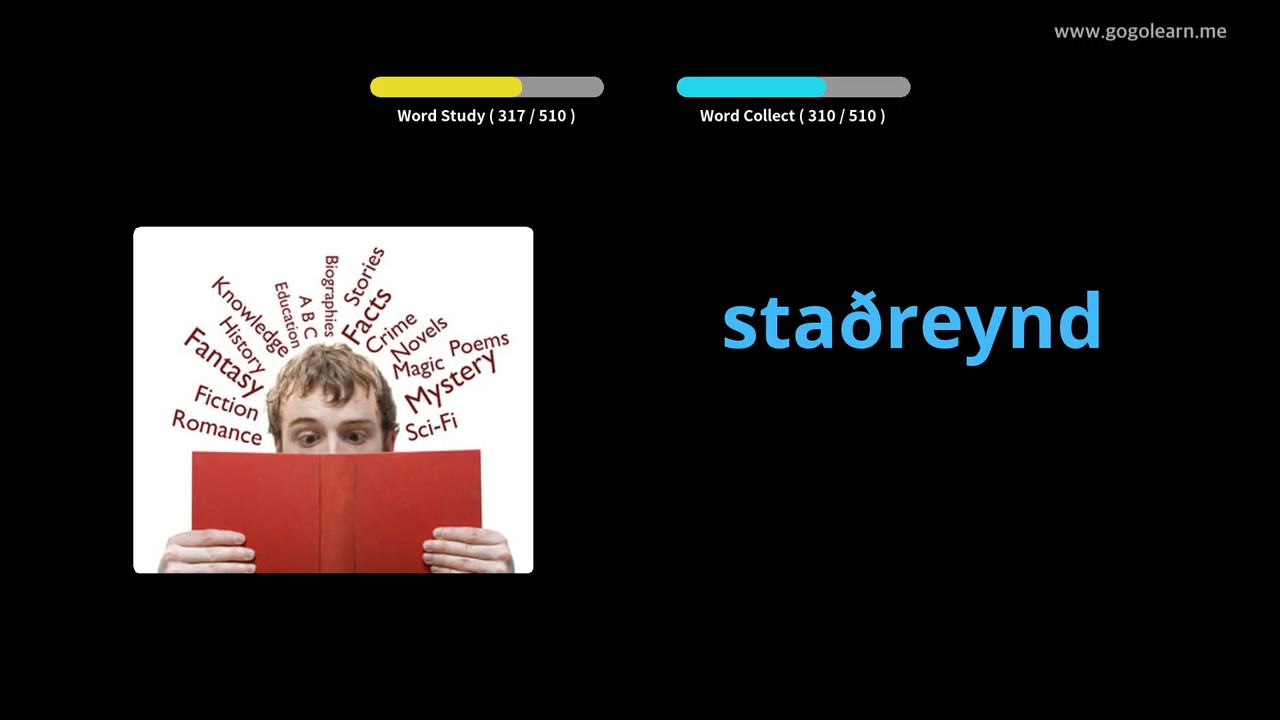 www.gogolearn.me
Word Study ( 317 / 510 )
Word Collect ( 310 / 510 )
staðreynd
Romance
Fiction
Fantasy
History
Knowledge
Education
A B C
Biographies
Stories
Facts
Crime
Novels
Magic
Poems
Mystery
Sci-Fi